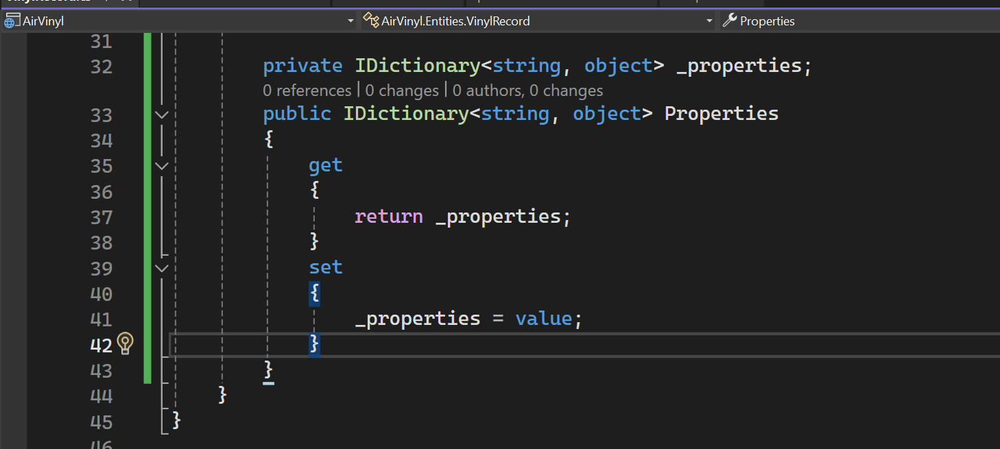 AirVinyl
AirVinyl.Entities.VinylRecord
Properties
31
32 private IDictionary<string, object> _properties;
0 references | 0 changes | 0 authors, 0 changes
33 public IDictionary<string, object> Properties
34 {
35 get
36 {
37 return _properties;
38 }
39 set
40 {
41 _properties = value;
42 }
43 }
44 }
45 }
46